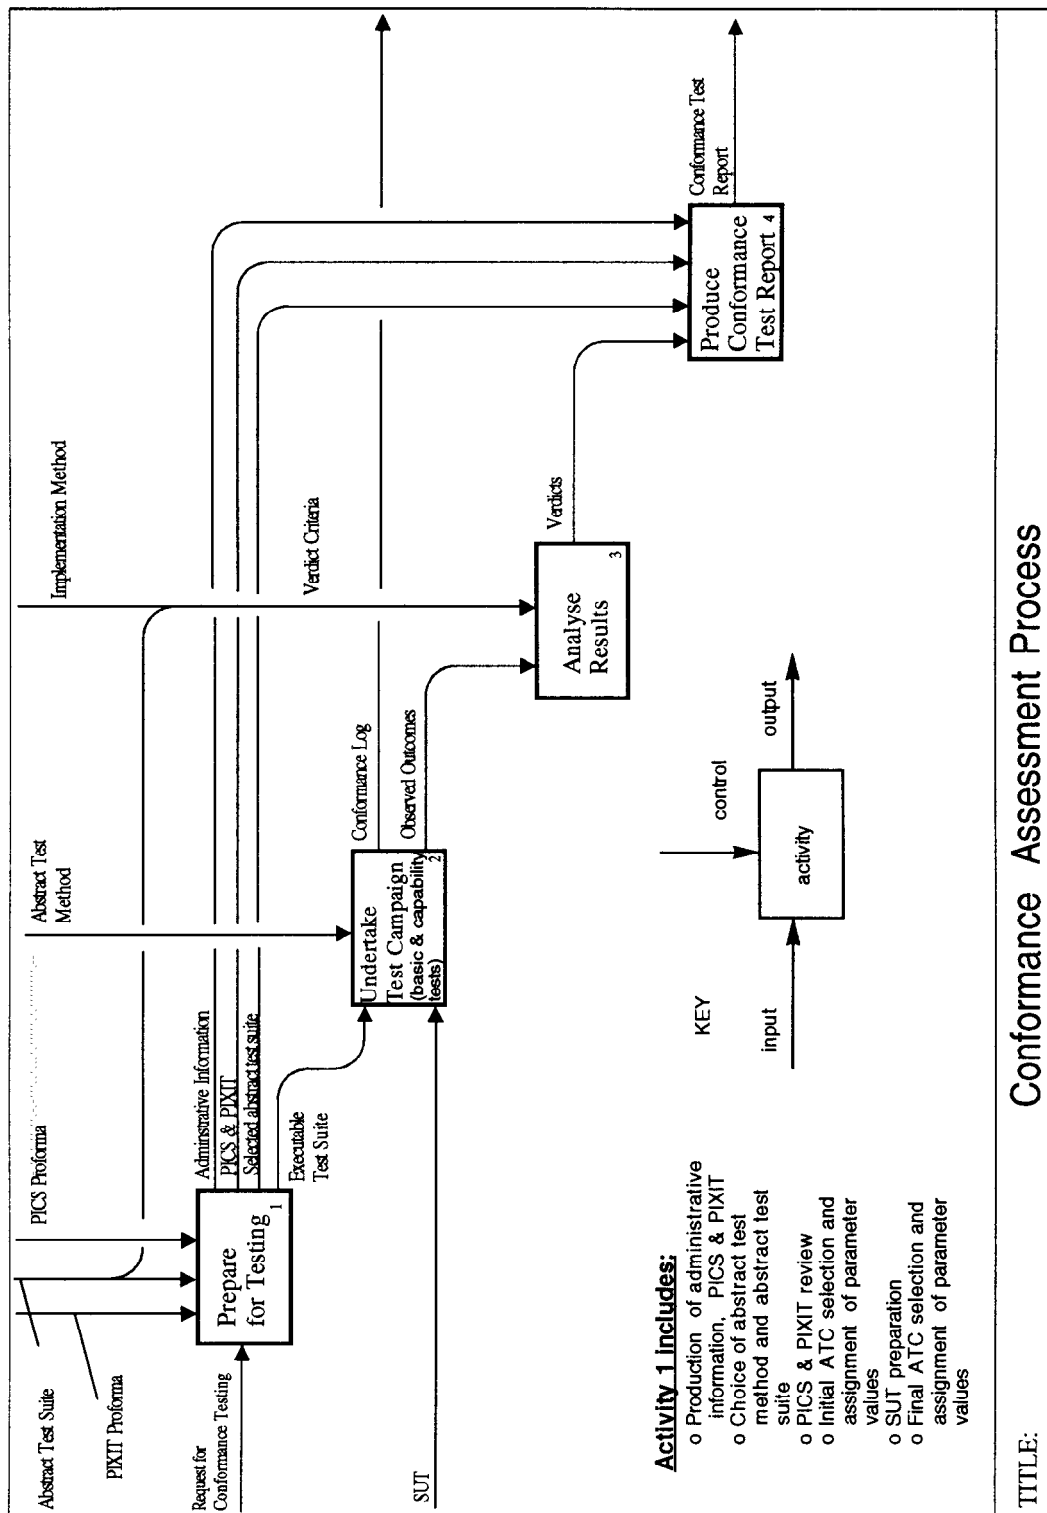 Abstract Test Suite
PIXIT Proforma
PICS Proforma
Abstract Test
Method
Implementation Method
Request for
Conformance Testing
Prepare
for Testing
1
Adminstrative Information
PICS & PIXIT
Selected abstract test suite
Executable
Test Suite
SUT
Undertake
Test Campaign
(basic & capability
tests)
2
Conformance Log
Observed Outcomes
Verdict Criteria
Analyse
Results
3
Verdicts
Produce
Conformance
Test Report
4
Conformance Test
Report
Activity 1 includes:
o Production of administrative
information, PICS & PIXIT
o Choice of abstract test
method and abstract test
suite
o PICS & PIXIT review
o Initial ATC selection and
assignment of parameter
values
o SUT preparation
o Final ATC selection and
assignment of parameter
values
KEY
input
control
activity
output
TITLE:
Conformance Assessment Process